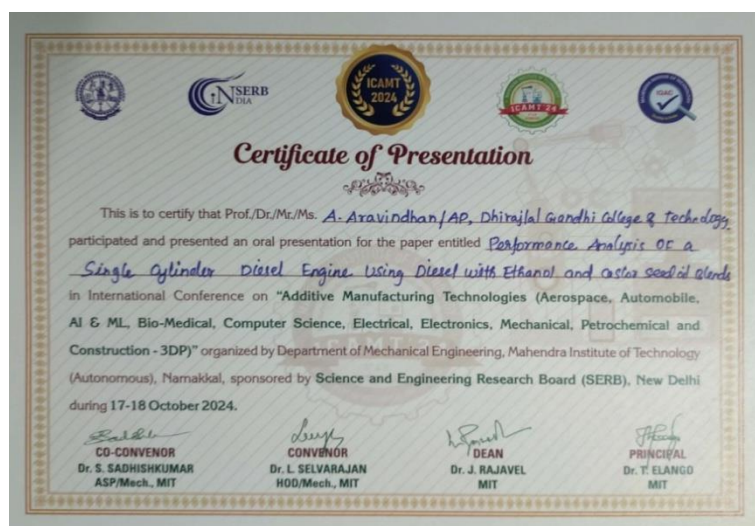 NSERB
INDIA
ICAMT
2024
ICAMT 24
IQAC
Certificate of Presentation
This is to certify that Prof./Dr./Mr./Ms. A. Aravindhan/AP, Dhirajlal Gandhi College of technology
participated and presented an oral presentation for the paper entitled Performance Analysis OF a
Single Cylinder Diesel Engine Using Diesel with Ethanol and castor seed oil blends
in International Conference on "Additive Manufacturing Technologies (Aerospace, Automobile,
AI & ML, Bio-Medical, Computer Science, Electrical, Electronics, Mechanical, Petrochemical and
Construction - 3DP)" organized by Department of Mechanical Engineering, Mahendra Institute of Technology
(Autonomous), Namakkal, sponsored by Science and Engineering Research Board (SERB), New Delhi
during 17-18 October 2024.
CO-CONVENOR
Dr. S. SADHISHKUMAR
ASP/Mech., MIT
CONVENOR
Dr. L. SELVARAJAN
HOD/Mech., MIT
DEAN
Dr. J. RAJAVEL
MIT
PRINCIPAL
Dr. T. ELANGO
MIT